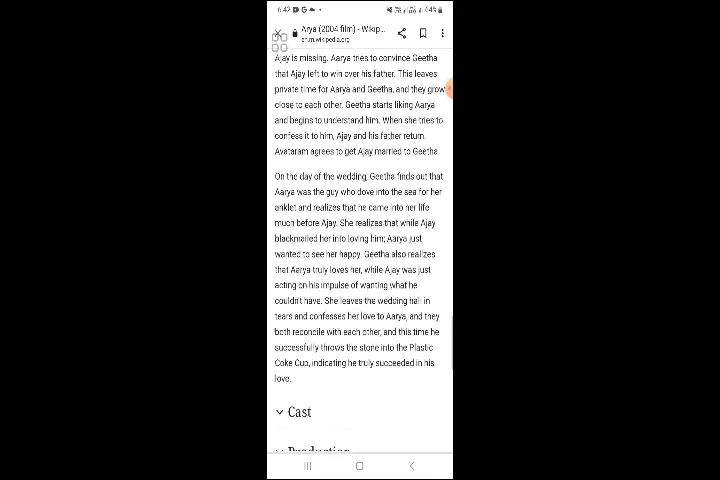 6:42
64%
Arya (2004 film) - Wikip...
en.m.wikipedia.org
Ajay is missing. Aarya tries to convince Geetha
that Ajay left to win over his father. This leaves
private time for Aarya and Geetha, and they grow
close to each other. Geetha starts liking Aarya
and begins to understand him. When she tries to
confess it to him, Ajay and his father return.
Avataram agrees to get Ajay married to Geetha.
On the day of the wedding, Geetha finds out that
Aarya was the guy who dove into the sea for her
anklet and realizes that he came into her life
much before Ajay. She realizes that while Ajay
blackmailed her into loving him; Aarya just
wanted to see her happy. Geetha also realizes
that Aarya truly loves her, while Ajay was just
acting on his impulse of wanting what he
couldn't have. She leaves the wedding hall in
tears and confesses her love to Aarya, and they
both reconcile with each other, and this time he
successfully throws the stone into the Plastic
Coke Cup, indicating he truly succeeded in his
love.
Cast
Production